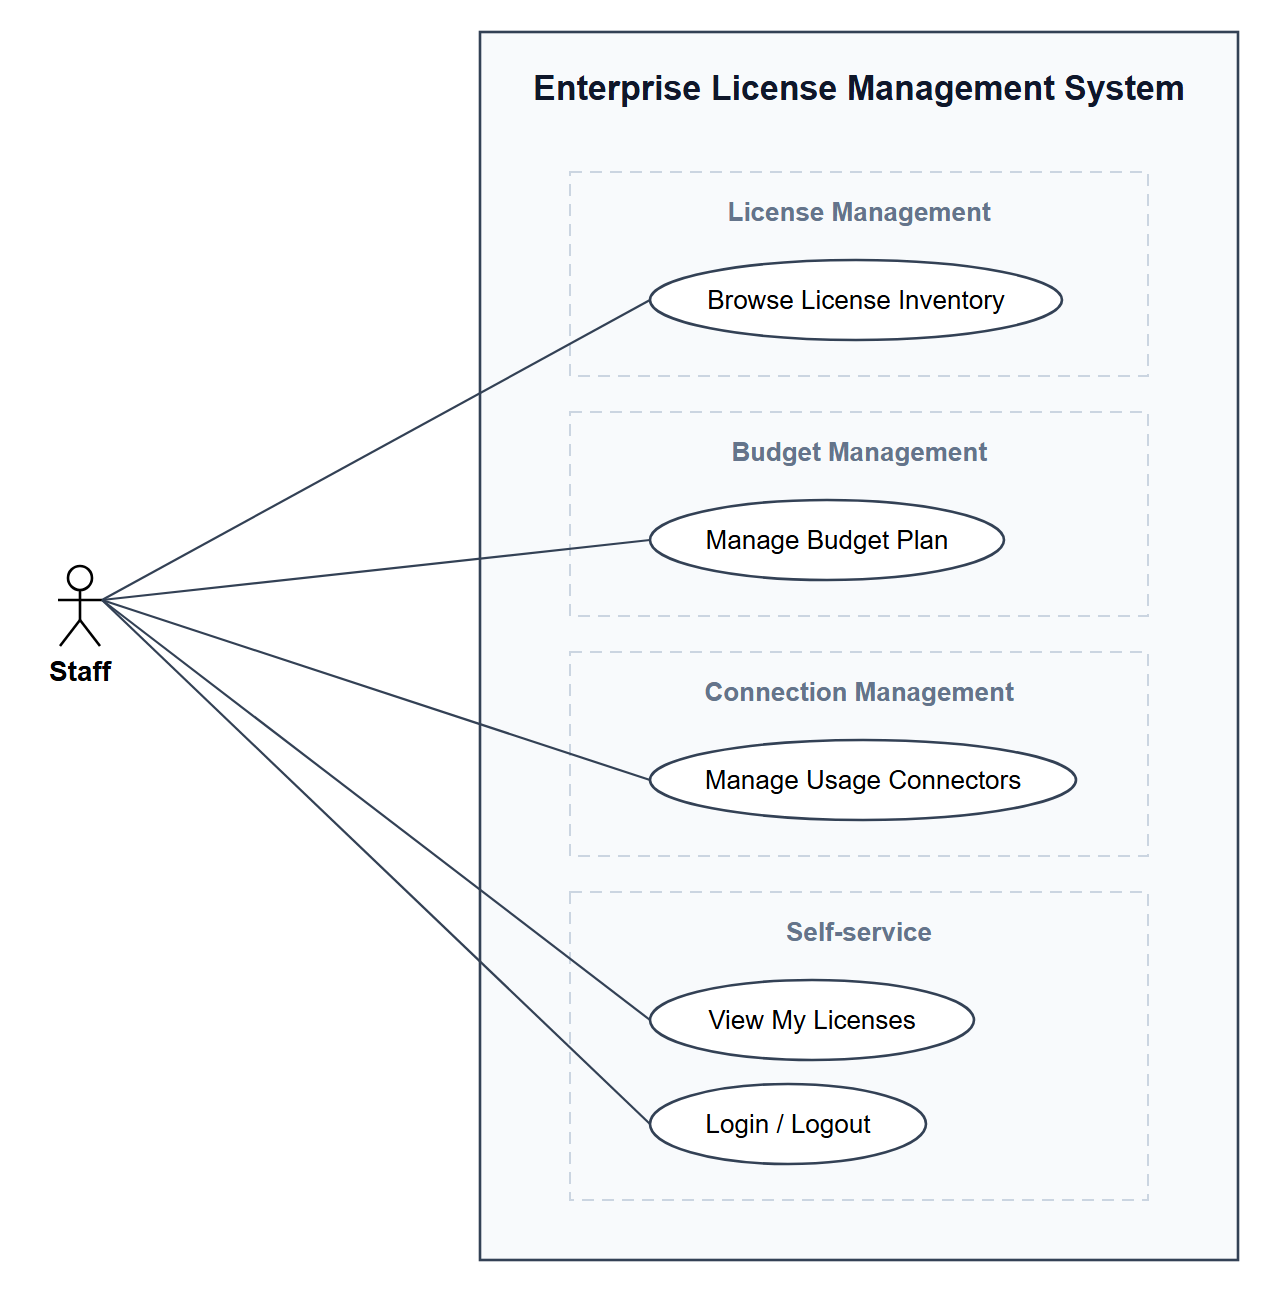 Enterprise License Management System
License Management
Browse License Inventory
Budget Management
Manage Budget Plan
Staff
Connection Management
Manage Usage Connectors
Self-service
View My Licenses
Login / Logout